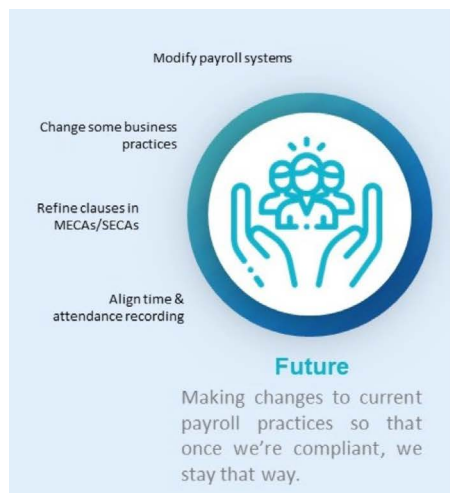 Modify payroll systems
Change some business
practices
Refine clauses in
MECAs/SECAs
Align time &
attendance recording
Future
Making changes to current
payroll practices so that
once we're compliant, we
stay that way.